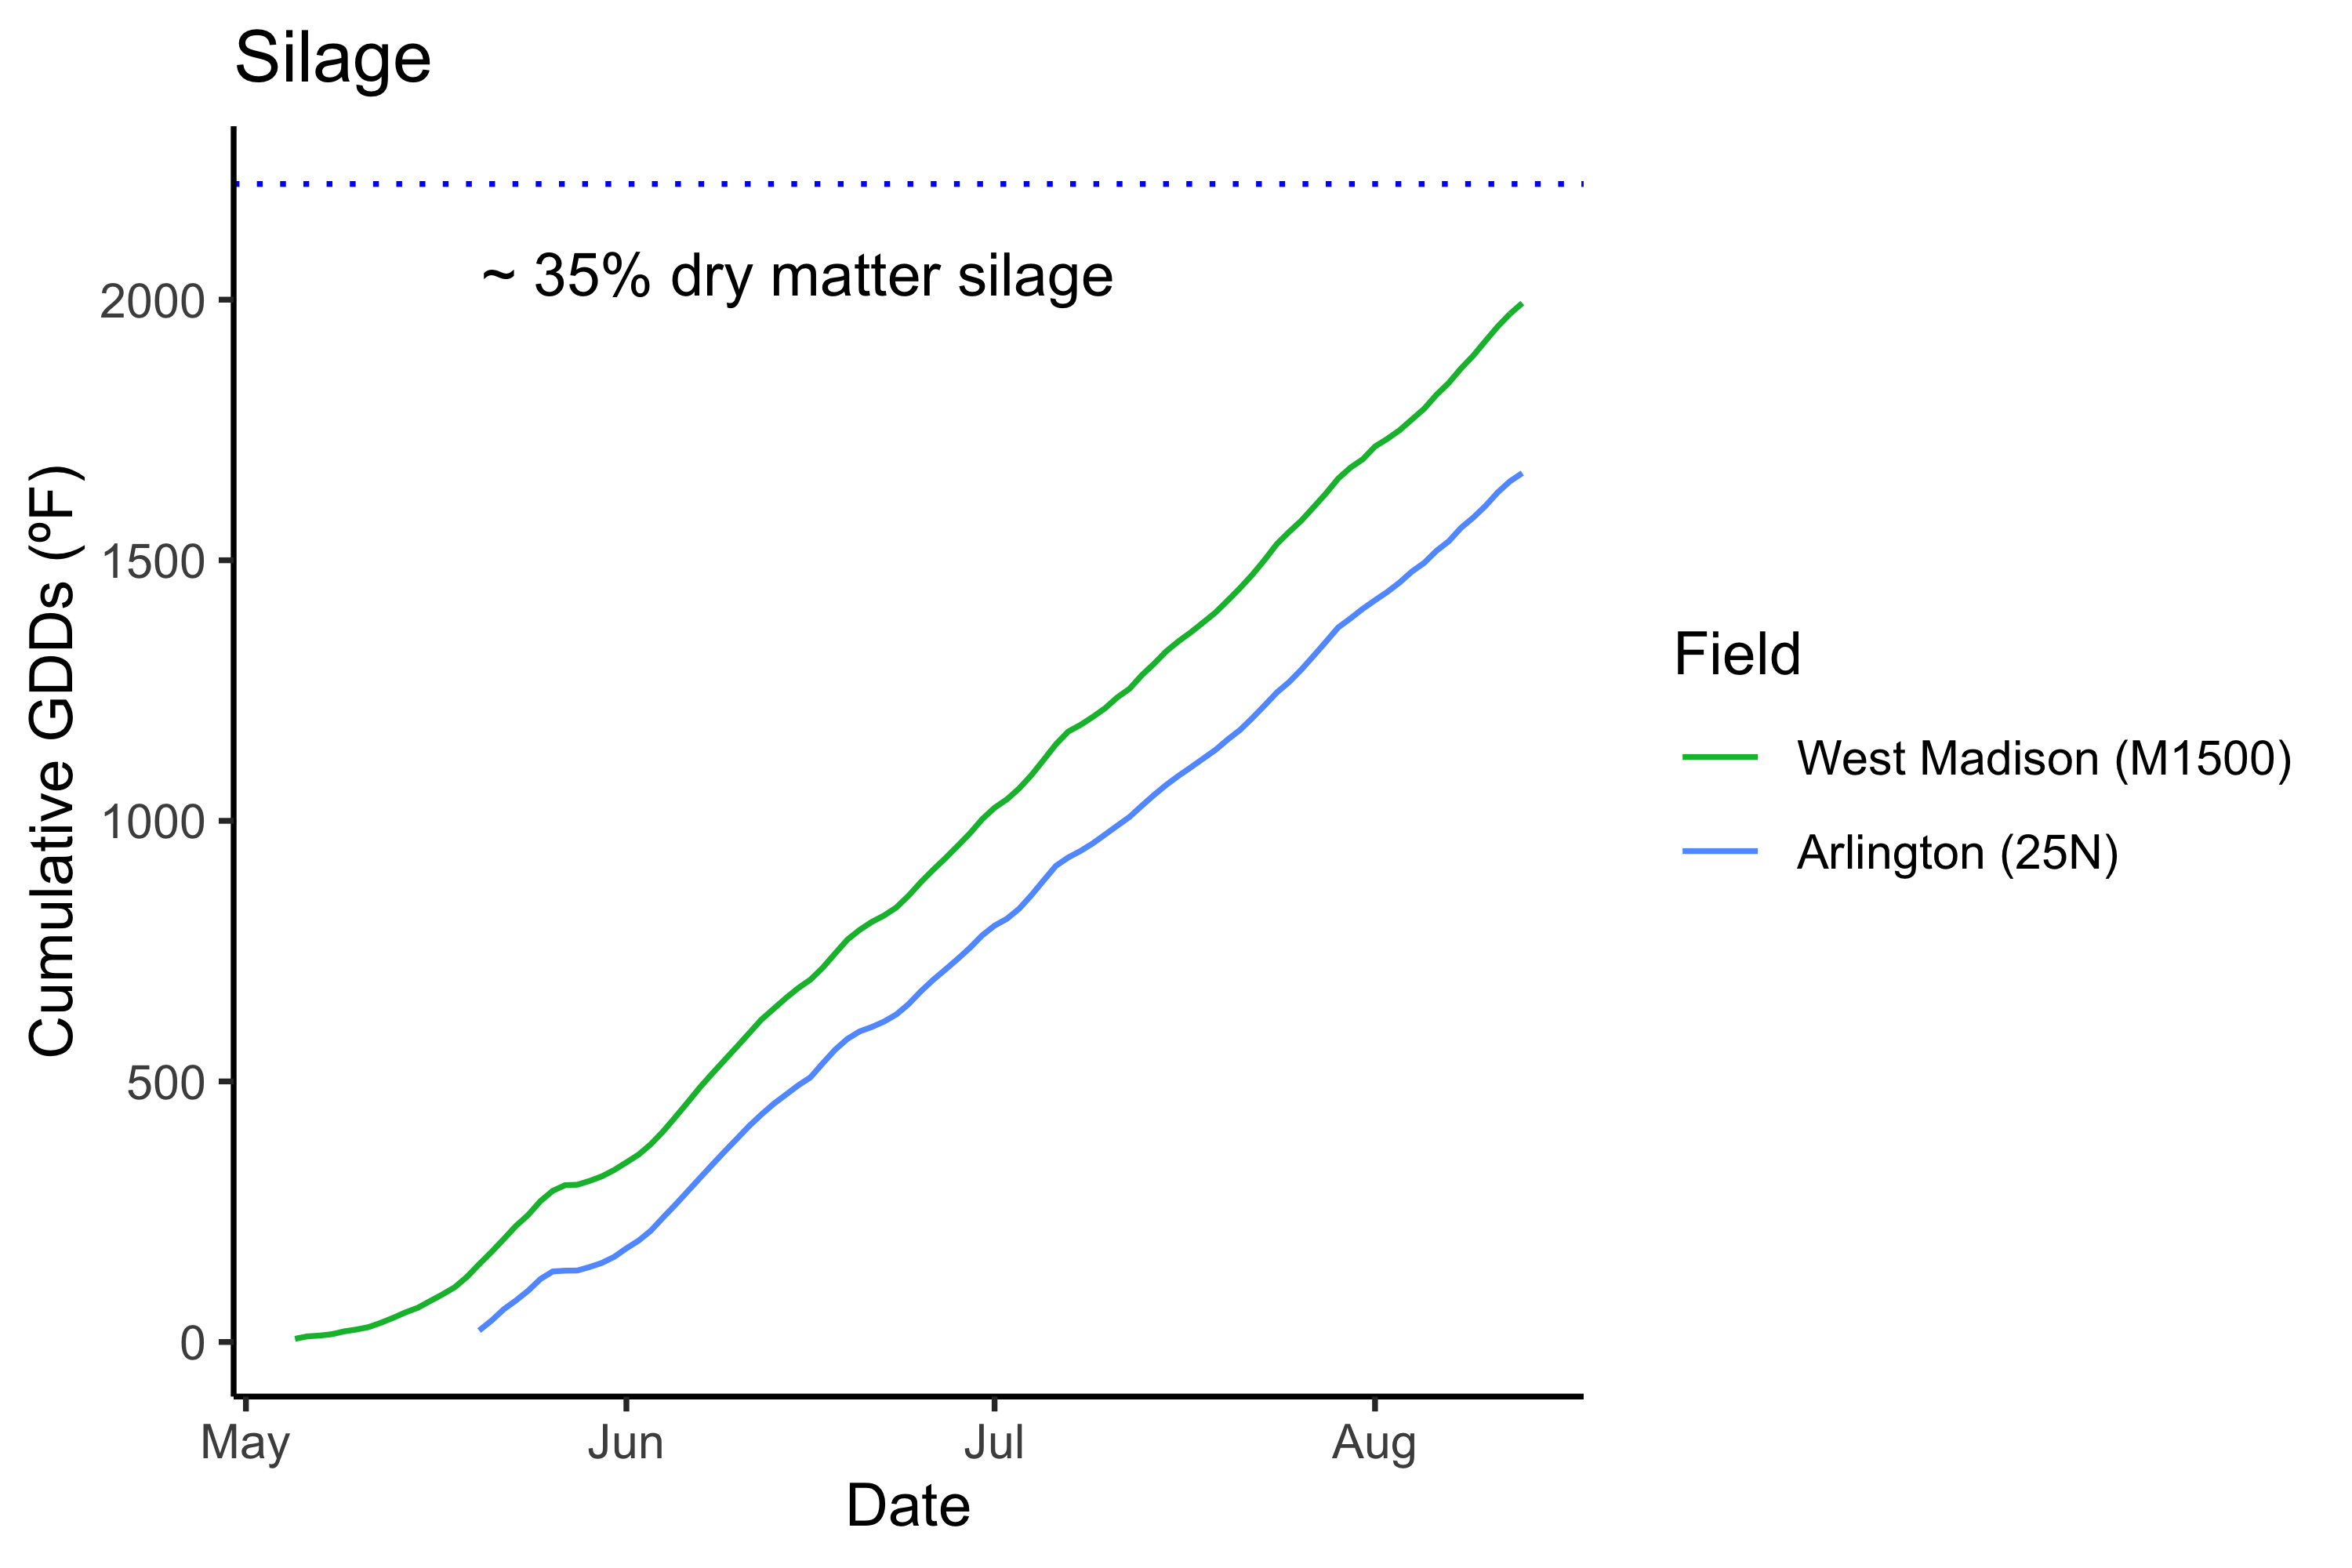 Silage
~ 35% dry matter silage
Cumulative GDDs (ºF)
2000
1500
1000
500
0
May Jun Jul Aug
Date
Field
West Madison (M1500)
Arlington (25N)